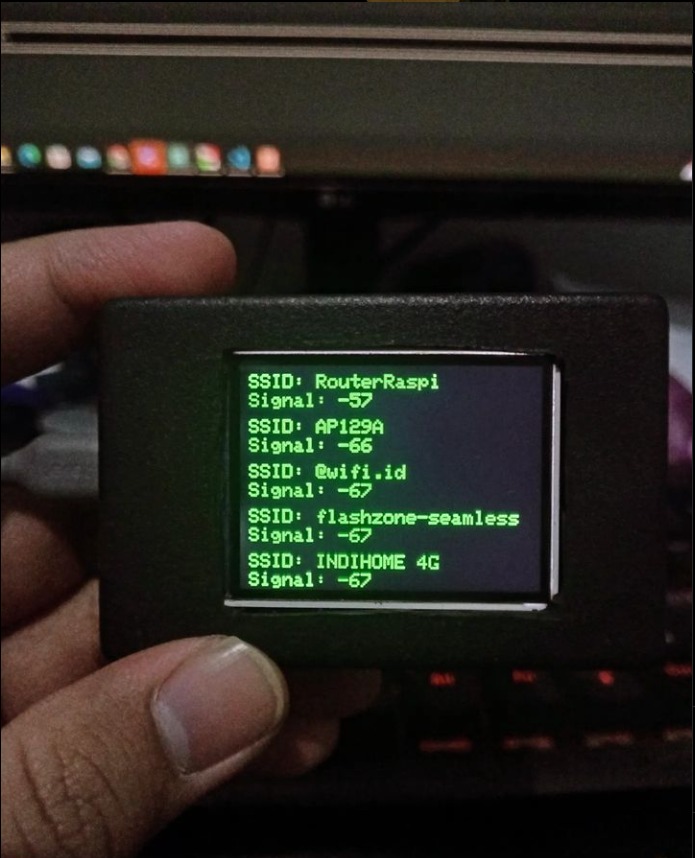 SSID: RouterRaspi
Signal: -57
SSID: AP129A
Signal: -66
SSID: @wifi.id
Signal: -67
SSID: flashzone-seamless
Signal: -67
SSID: INDIHOME 4G
Signal: -67